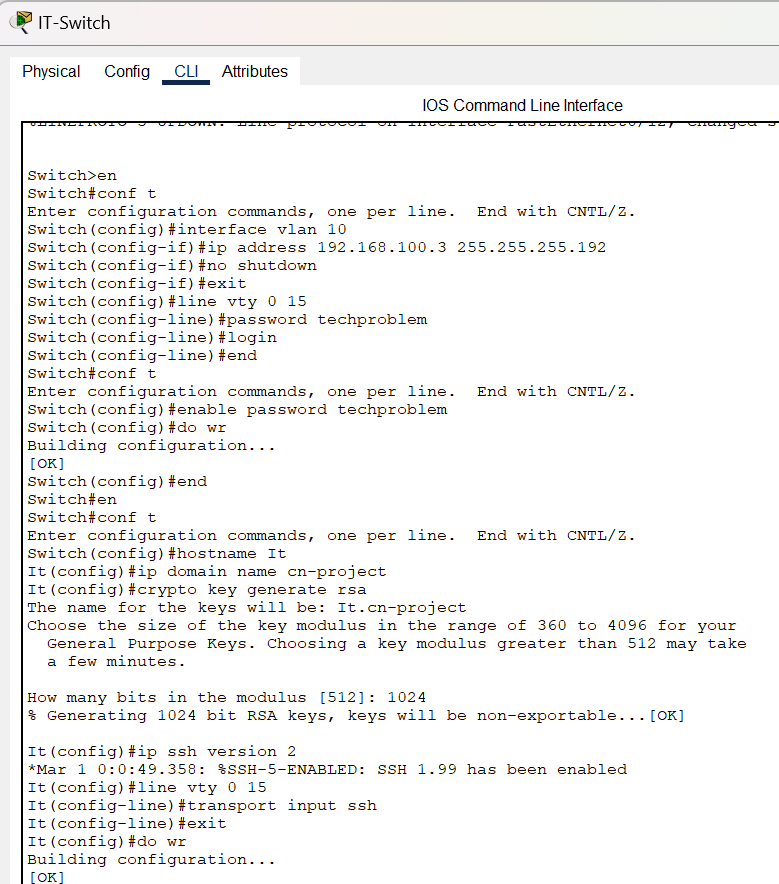 IT-Switch
Physical Config CLI Attributes
IOS Command Line Interface
Switch>en
Switch#conf t
Enter configuration commands, one per line.  End with CNTL/Z.
Switch(config)#interface vlan 10
Switch(config-if)#ip address 192.168.100.3 255.255.255.192
Switch(config-if)#no shutdown
Switch(config-if)#exit
Switch(config)#line vty 0 15
Switch(config-line)#password techproblem
Switch(config-line)#login
Switch(config-line)#end
Switch#conf t
Enter configuration commands, one per line.  End with CNTL/Z.
Switch(config)#enable password techproblem
Switch(config)#do wr
Building configuration...
[OK]
Switch(config)#end
Switch#en
Switch#conf t
Enter configuration commands, one per line.  End with CNTL/Z.
Switch(config)#hostname It
It(config)#ip domain name cn-project
It(config)#crypto key generate rsa
The name for the keys will be: It.cn-project
Choose the size of the key modulus in the range of 360 to 4096 for your
  General Purpose Keys. Choosing a key modulus greater than 512 may take
  a few minutes.
How many bits in the modulus [512]: 1024
% Generating 1024 bit RSA keys, keys will be non-exportable...[OK]
It(config)#ip ssh version 2
*Mar 1 0:0:49.358: %SSH-5-ENABLED: SSH 1.99 has been enabled
It(config)#line vty 0 15
It(config-line)#transport input ssh
It(config-line)#exit
It(config)#do wr
Building configuration...
[OK]